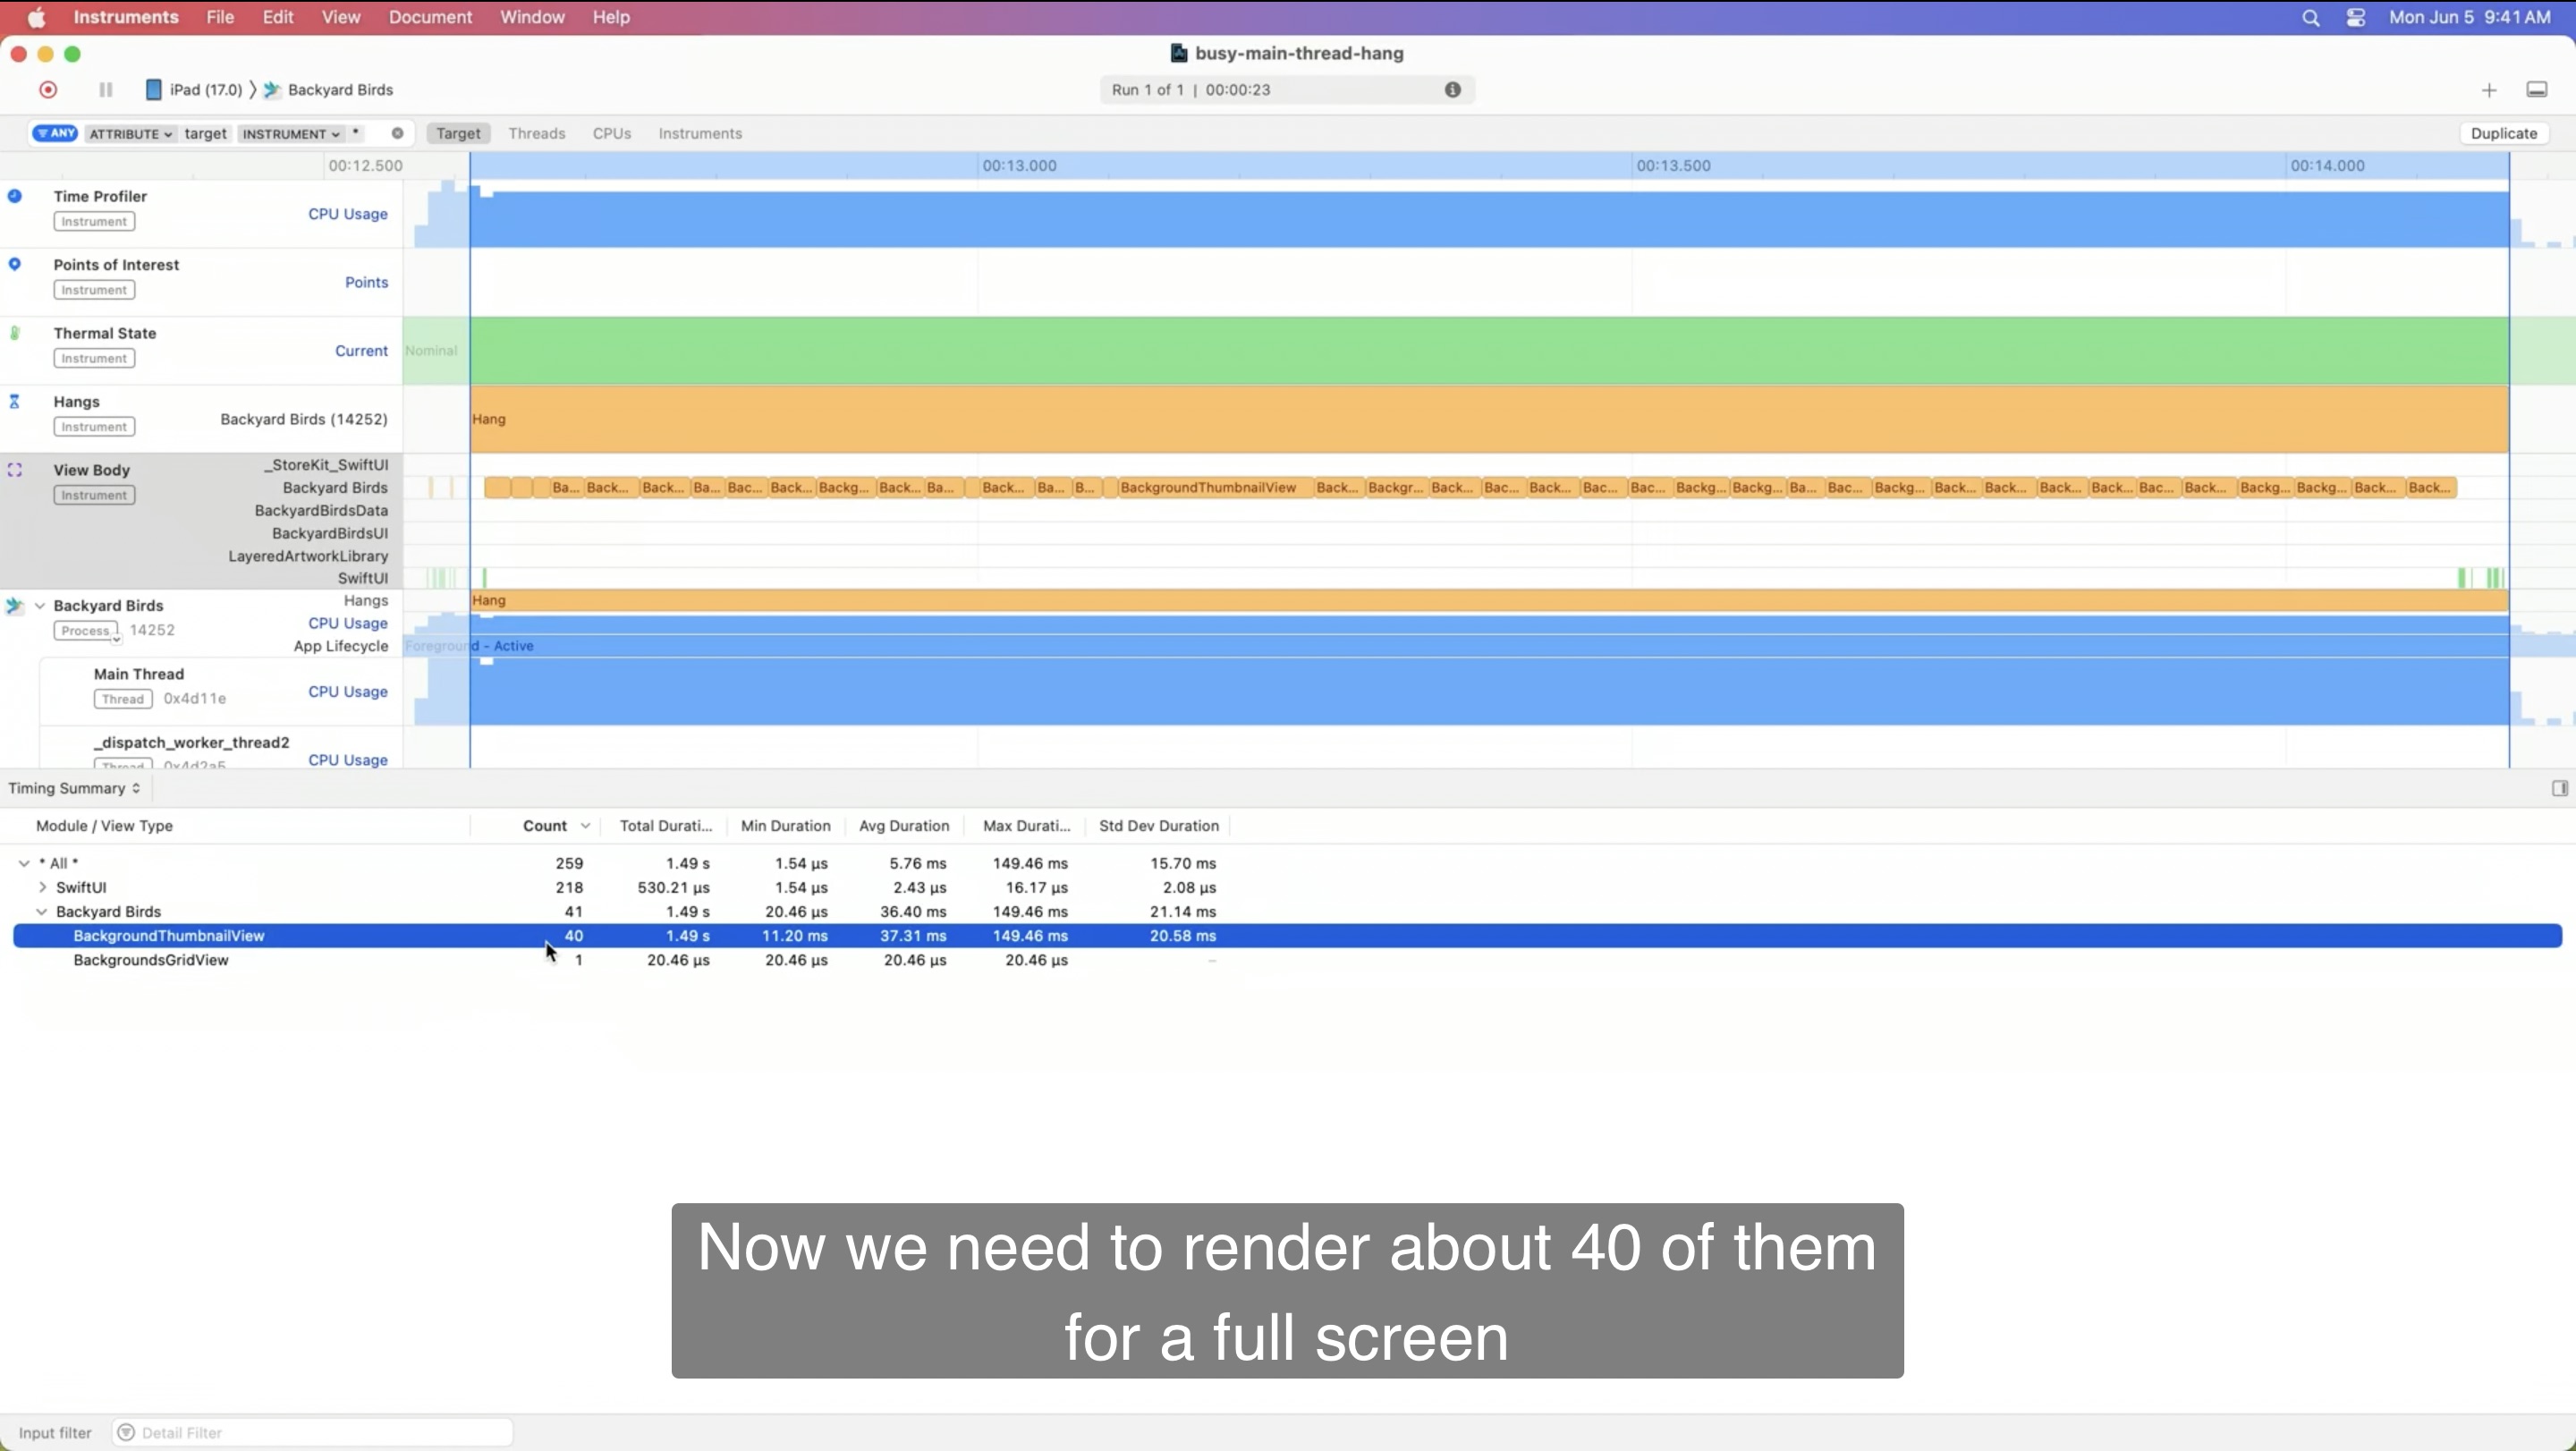 Instruments File Edit View Document Window Help Mon Jun 5 9:41 AM
busy-main-thread-hang
iPad (17.0) 〉 Backyard Birds Run 1 of 1 | 00:00:23
ANY ATTRIBUTE target INSTRUMENT * Target Threads CPUs Instruments Duplicate
00:12.500 00:13.000 00:13.500 00:14.000
Time Profiler
Instrument
CPU Usage
Points of Interest
Instrument
Points
Thermal State
Instrument
Current
Nominal
Hangs
Instrument
Backyard Birds (14252)
Hang
View Body
Instrument
_StoreKit_SwiftUI
Backyard Birds
Ba... Back... Back... Ba... Bac... Back... Backg... Back... Ba... Back... Ba... B... BackgroundThumbnailView Back... Backgr... Back... Bac... Back... Bac... Bac... Backg... Backg... Ba... Bac... Backg... Back... Back... Back... Back... Bac... Back... Backg... Backg... Back... Back...
BackyardBirdsData
BackyardBirdsUI
LayeredArtworkLibrary
SwiftUI
Backyard Birds
Process 14252
Hangs
Hang
CPU Usage
App Lifecycle
Foreground - Active
Main Thread
Thread 0x4d11e
CPU Usage
_dispatch_worker_thread2
Thread 0x4d2a5
CPU Usage
Timing Summary
Module / View Type Count Total Durati... Min Duration Avg Duration Max Durati... Std Dev Duration
* All * 259 1.49 s 1.54 µs 5.76 ms 149.46 ms 15.70 ms
SwiftUI 218 530.21 µs 1.54 µs 2.43 µs 16.17 µs 2.08 µs
Backyard Birds 41 1.49 s 20.46 µs 36.40 ms 149.46 ms 21.14 ms
BackgroundThumbnailView 40 1.49 s 11.20 ms 37.31 ms 149.46 ms 20.58 ms
BackgroundsGridView 1 20.46 µs 20.46 µs 20.46 µs 20.46 µs –
Now we need to render about 40 of them
for a full screen
Input filter Detail Filter